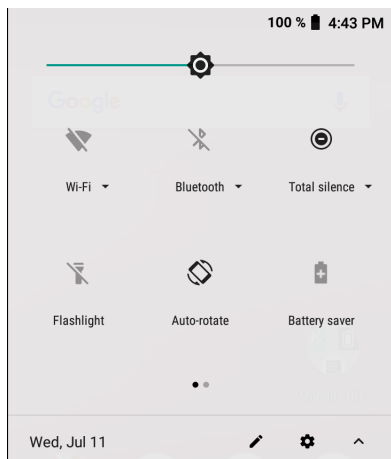 100 % 4:43 PM
Google
Wi-Fi Bluetooth Total silence
Flashlight Auto-rotate Battery saver
Wed, Jul 11